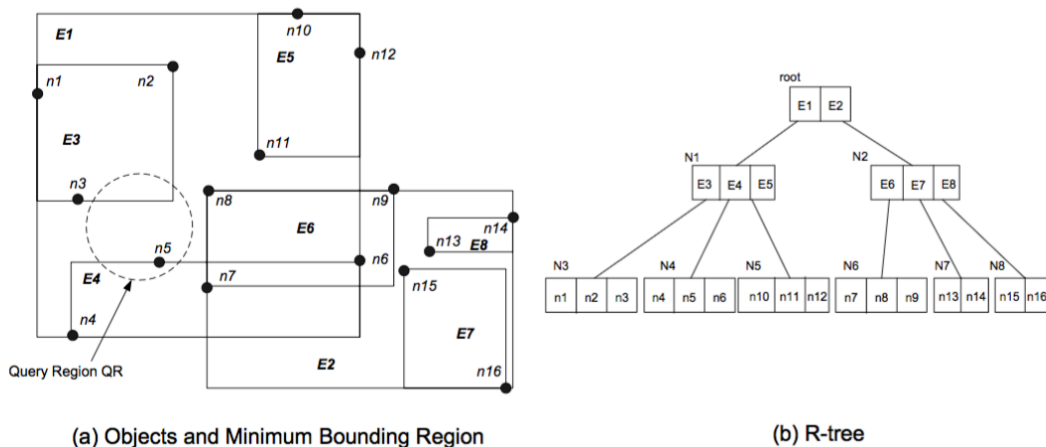 E1
n10
n12
E5
n1
n2
E3
n11
n3
n8
n9
n14
E6
n13
E8
n5
n6
E4
n7
n15
n4
E7
Query Region QR
E2
n16
(a) Objects and Minimum Bounding Region
root
E1 E2
N1
N2
E3 E4 E5
E6 E7 E8
N3
N4
N5
N6
N7
N8
n1 n2 n3
n4 n5 n6
n10 n11 n12
n7 n8 n9
n13 n14
n15 n16
(b) R-tree